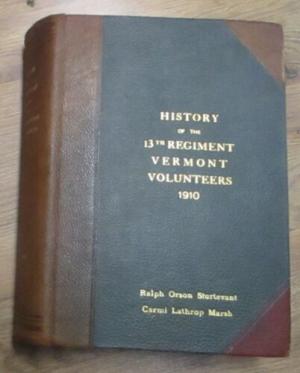 HISTORY
OF THE
13TH REGIMENT
VERMONT
VOLUNTEERS
1910
Ralph Orson Sturtevant
Carmi Lathrop Marsh